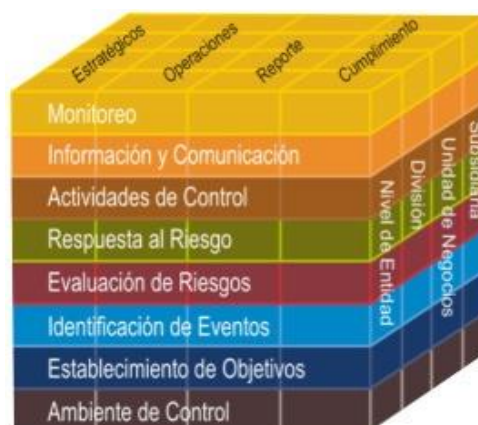 Estratégicos
Operaciones
Reporte
Cumplimiento
Monitoreo
Información y Comunicación
Actividades de Control
Respuesta al Riesgo
Evaluación de Riesgos
Identificación de Eventos
Establecimiento de Objetivos
Ambiente de Control
Nivel de Entidad
División
Unidad de Negocios
Subsidiaria